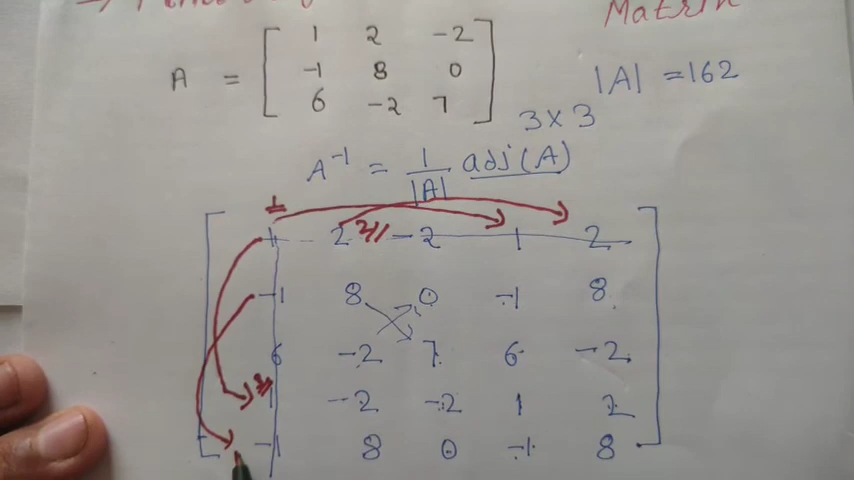 Matrix
A = [ 1 2 -2
-1 8 0
6 -2 7 ]
|A| = 162
3 × 3
A⁻¹ = 1/|A| adj(A)
1 2 -2 1 2
-1 8 0 -1 8
6 -2 7 6 -2
1 -2 -2 1 2
-1 8 0 -1 8